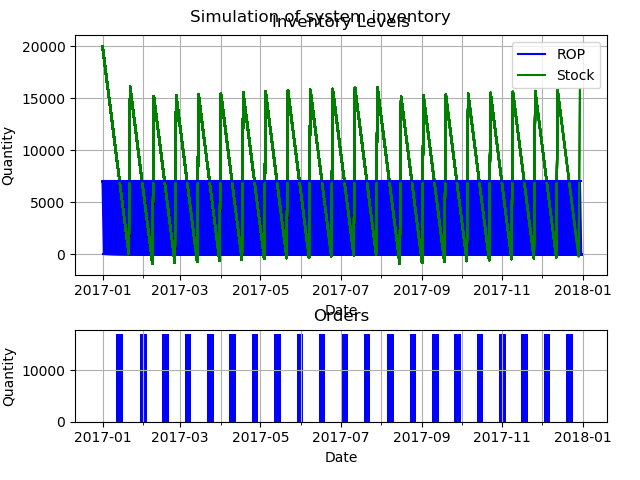 Simulation of system inventory
Inventory Levels
Quantity
20000
15000
10000
5000
0
ROP
Stock
2017-01 2017-03 2017-05 2017-07 2017-09 2017-11 2018-01
Date
Orders
Quantity
10000
0
2017-01 2017-03 2017-05 2017-07 2017-09 2017-11 2018-01
Date